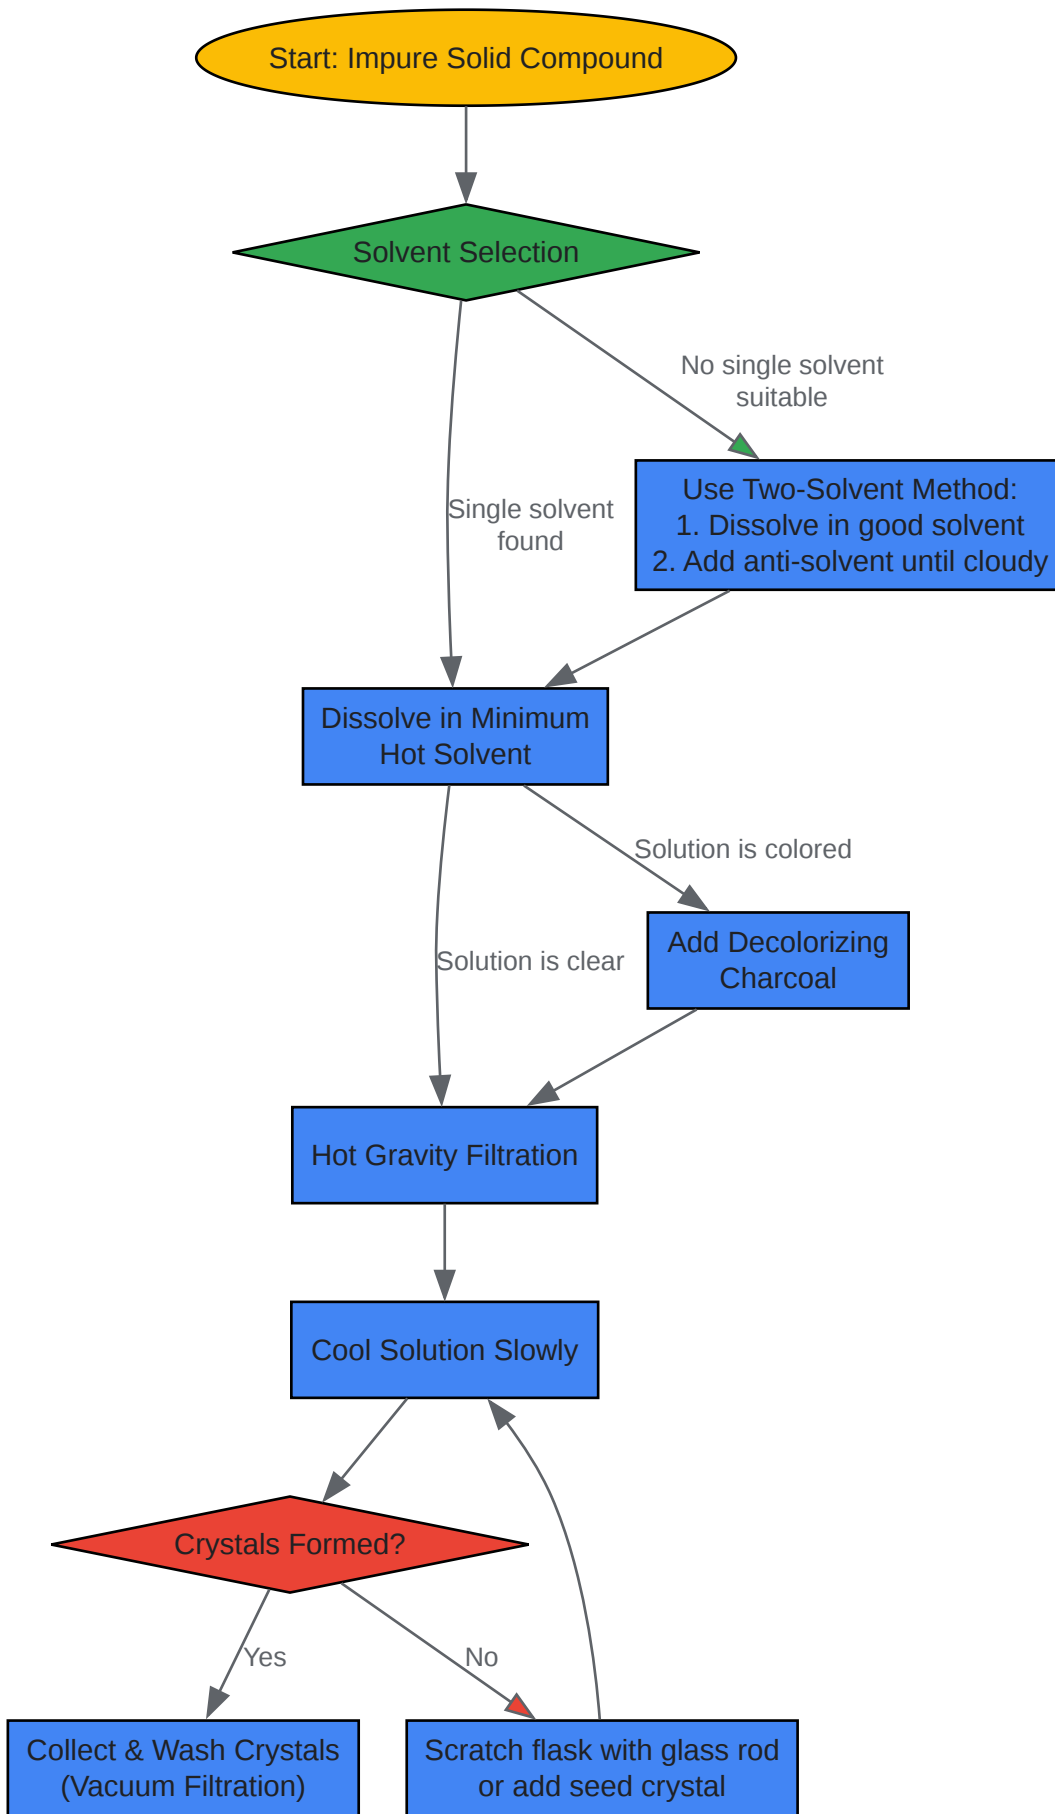 Start: Impure Solid Compound
Solvent Selection
No single solvent
suitable
Single solvent
found
Use Two-Solvent Method:
1. Dissolve in good solvent
2. Add anti-solvent until cloudy
Dissolve in Minimum
Hot Solvent
Solution is colored
Solution is clear
Add Decolorizing
Charcoal
Hot Gravity Filtration
Cool Solution Slowly
Crystals Formed?
Yes
No
Collect & Wash Crystals
(Vacuum Filtration)
Scratch flask with glass rod
or add seed crystal